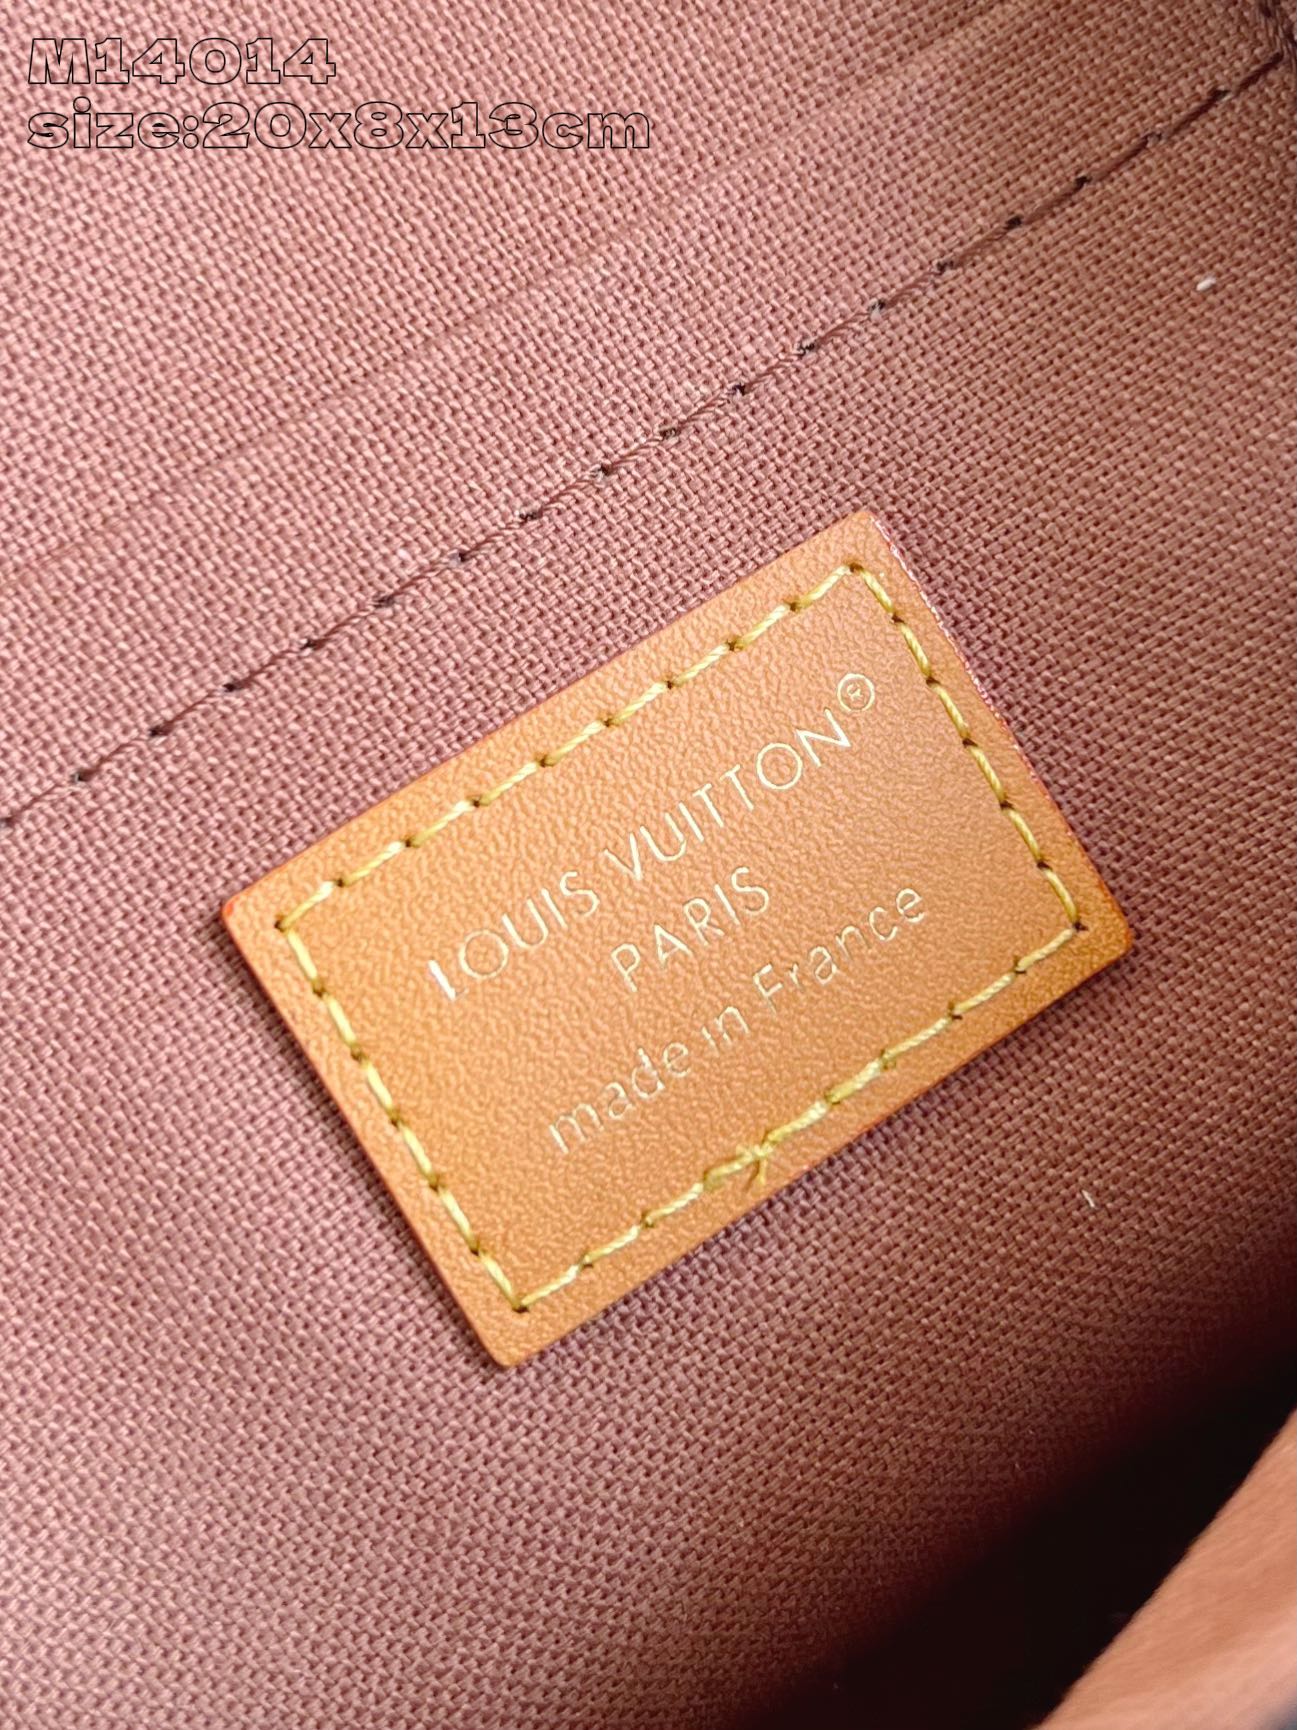 M14014
size:20x8x13cm
LOUIS VUITTON®
PARIS
made in France